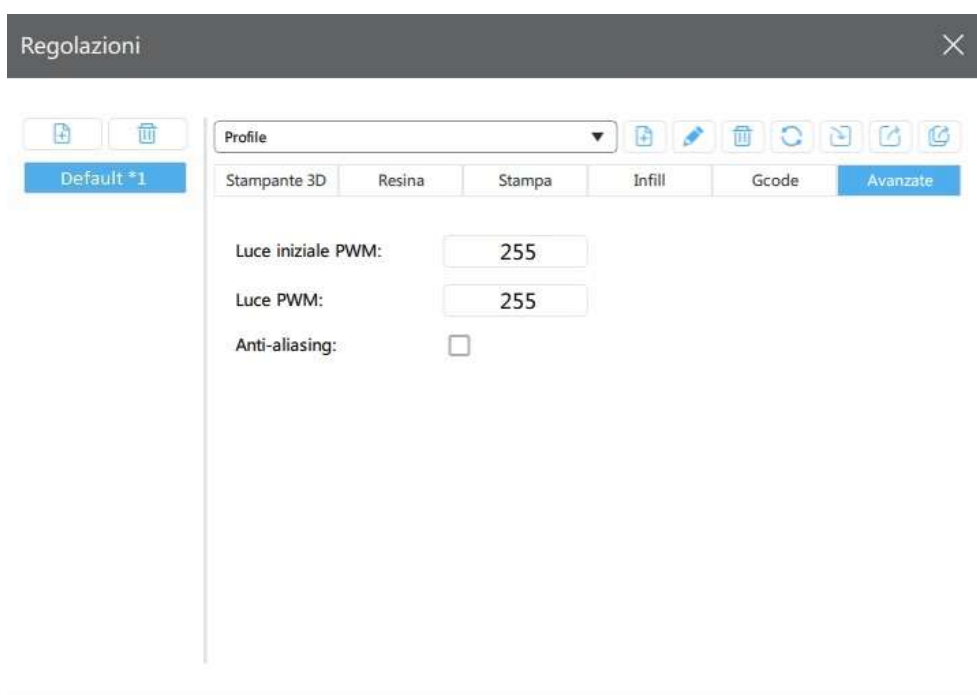 Regolazioni
Profile
Default *1
Stampante 3D Resina Stampa Infill Gcode Avanzate
Luce iniziale PWM: 255
Luce PWM: 255
Anti-aliasing: